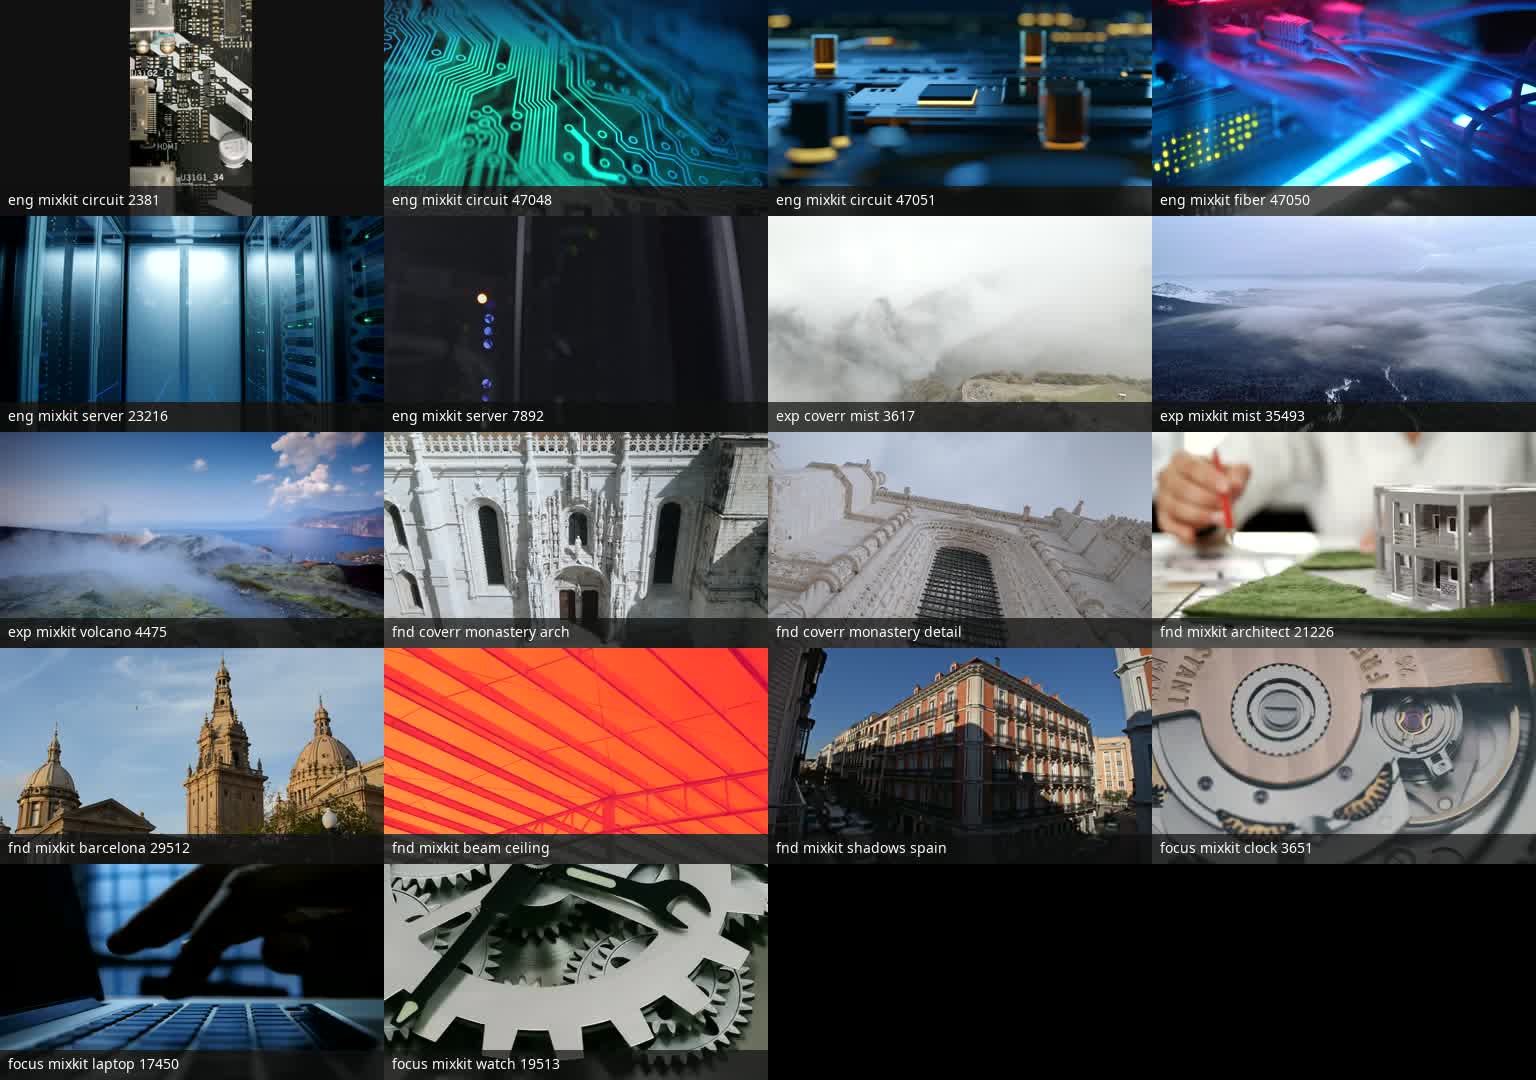 U31G2_12
HDMI
U31G1_34
eng mixkit circuit 2381
eng mixkit circuit 47048
eng mixkit circuit 47051
eng mixkit fiber 47050
eng mixkit server 23216
eng mixkit server 7892
exp coverr mist 3617
exp mixkit mist 35493
exp mixkit volcano 4475
fnd coverr monastery arch
fnd coverr monastery detail
fnd mixkit architect 21226
fnd mixkit barcelona 29512
fnd mixkit beam ceiling
fnd mixkit shadows spain
focus mixkit clock 3651
focus mixkit laptop 17450
focus mixkit watch 19513